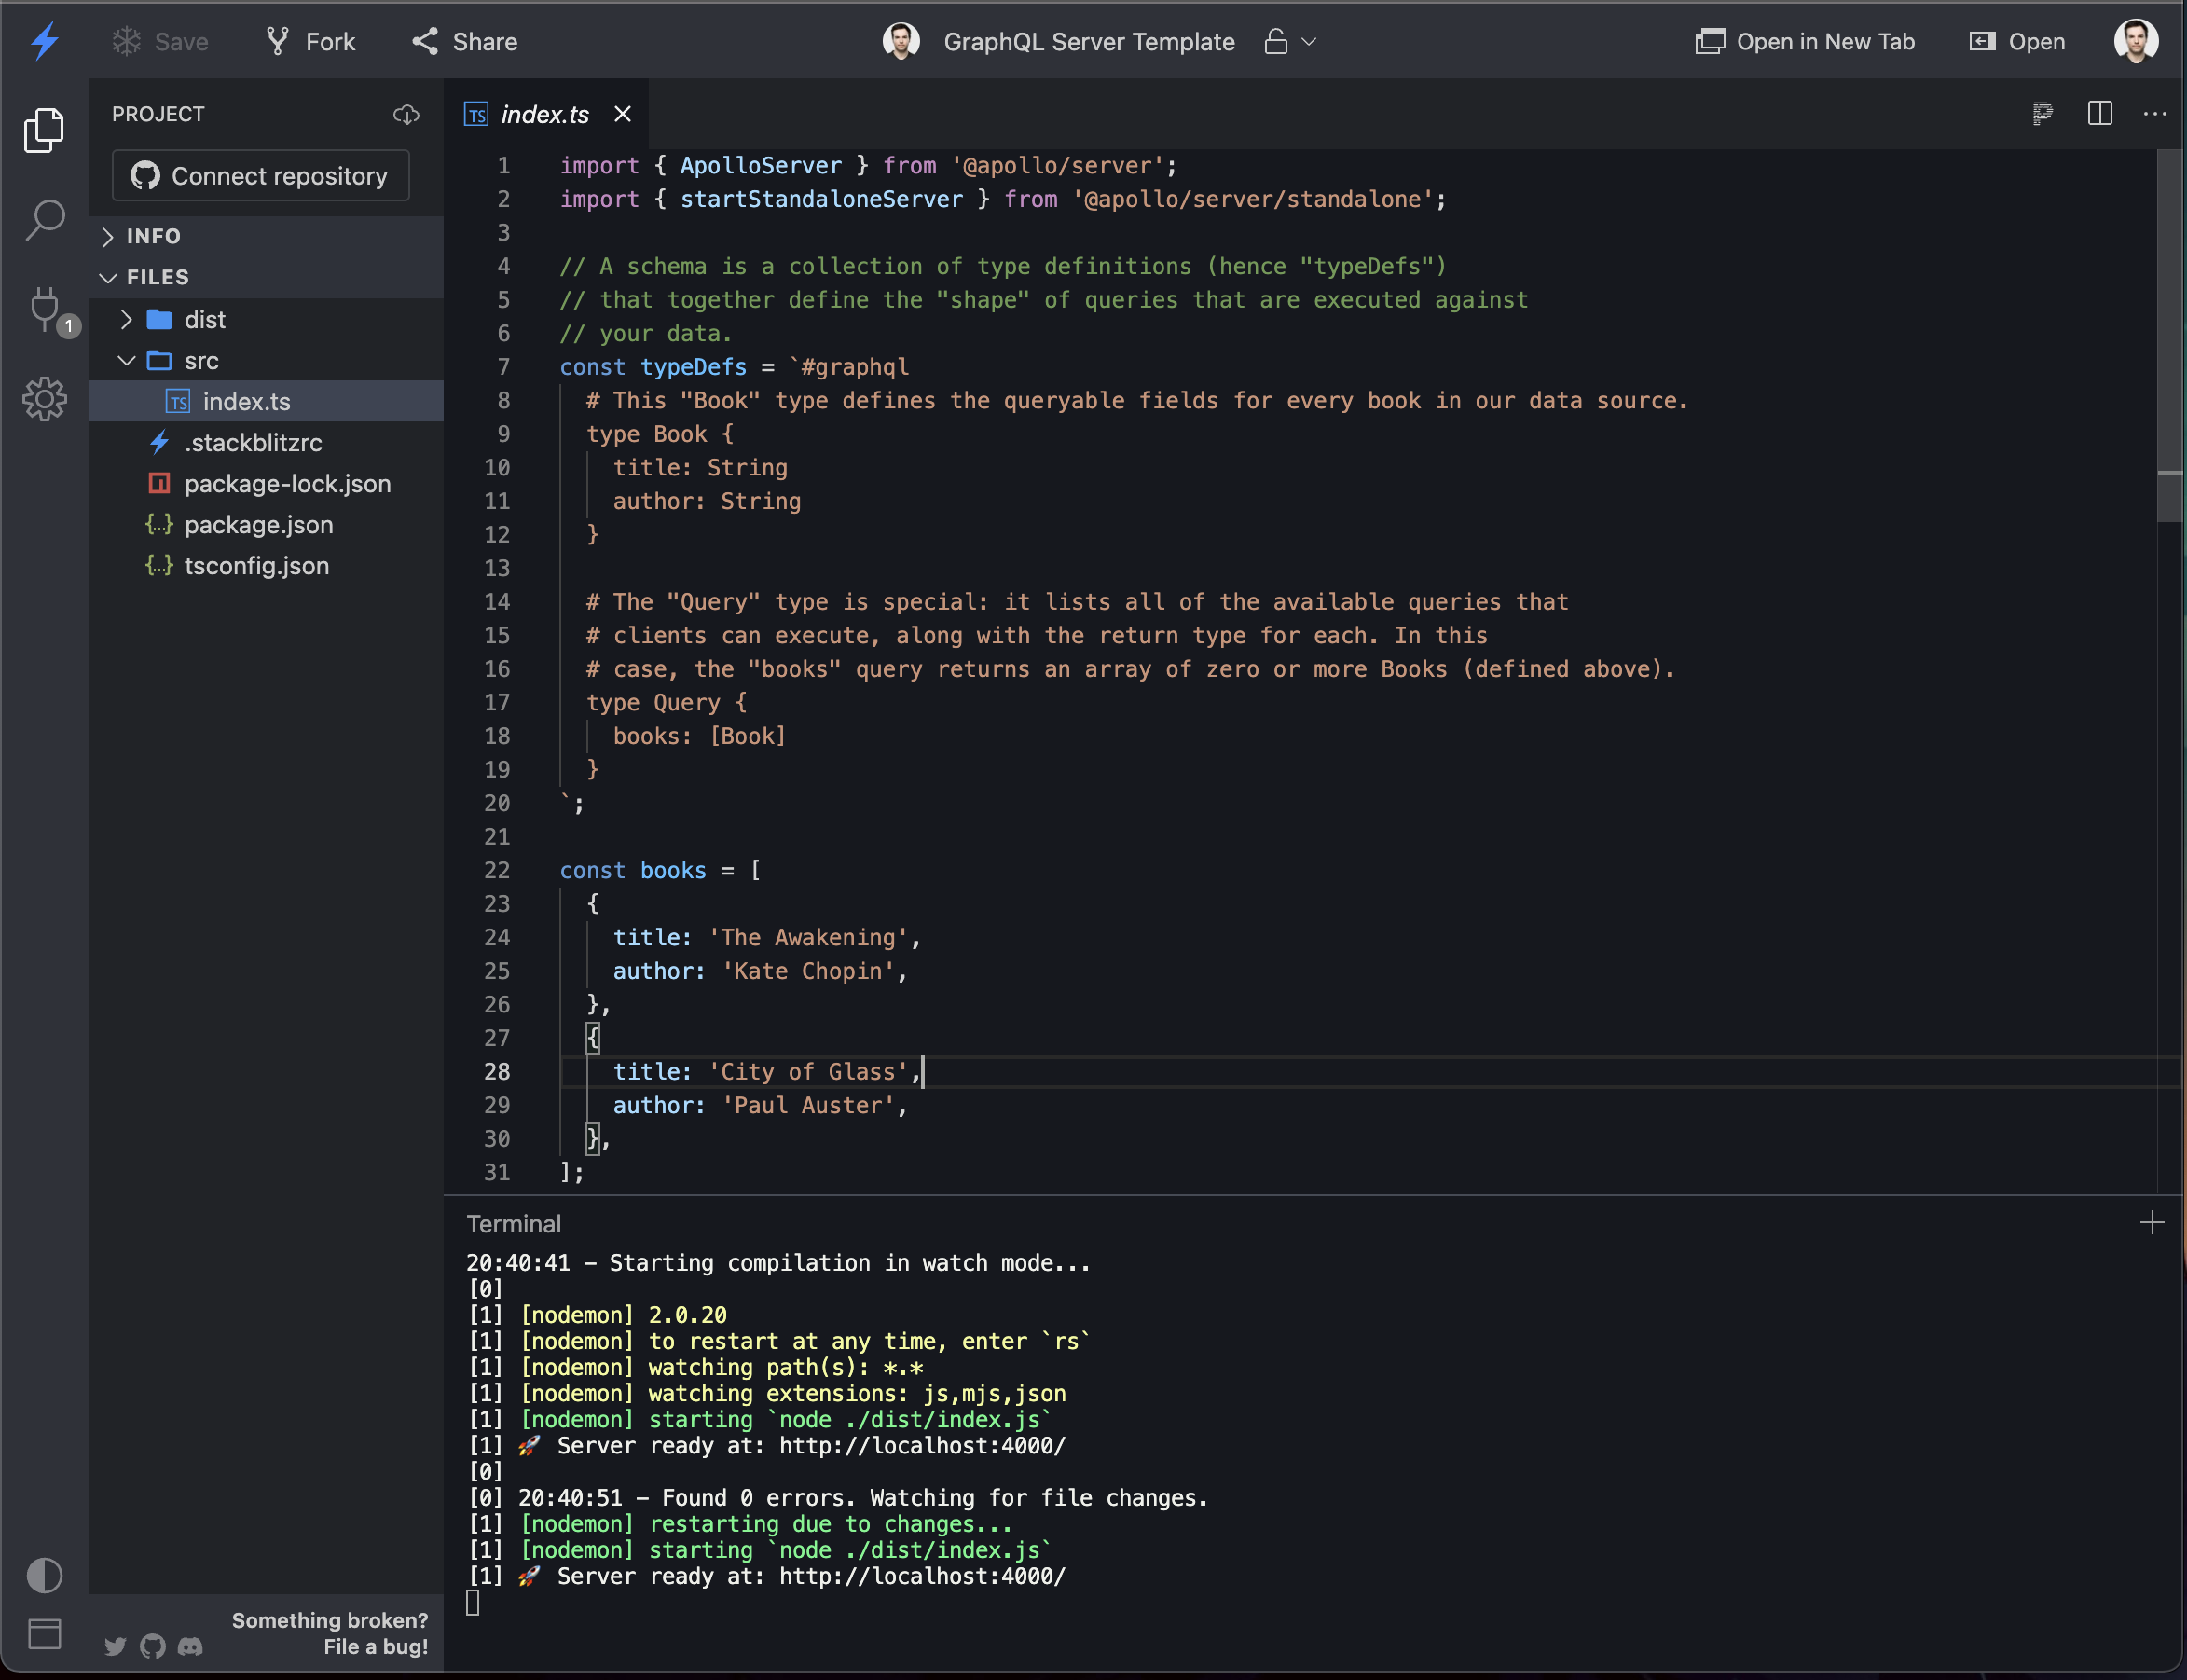 Save
Fork
Share
GraphQL Server Template
Open in New Tab
Open
PROJECT
Connect repository
INFO
FILES
dist
src
TS index.ts
.stackblitzrc
package-lock.json
{..} package.json
{..} tsconfig.json
1
Something broken?
File a bug!
TS index.ts
1 import { ApolloServer } from '@apollo/server';
2 import { startStandaloneServer } from '@apollo/server/standalone';
3
4 // A schema is a collection of type definitions (hence "typeDefs")
5 // that together define the "shape" of queries that are executed against
6 // your data.
7 const typeDefs = `#graphql
8 # This "Book" type defines the queryable fields for every book in our data source.
9 type Book {
10 title: String
11 author: String
12 }
13
14 # The "Query" type is special: it lists all of the available queries that
15 # clients can execute, along with the return type for each. In this
16 # case, the "books" query returns an array of zero or more Books (defined above).
17 type Query {
18 books: [Book]
19 }
20 `;
21
22 const books = [
23 {
24 title: 'The Awakening',
25 author: 'Kate Chopin',
26 },
27 {
28 title: 'City of Glass',
29 author: 'Paul Auster',
30 },
31 ];
Terminal
20:40:41 – Starting compilation in watch mode...
[0]
[1] [nodemon] 2.0.20
[1] [nodemon] to restart at any time, enter `rs`
[1] [nodemon] watching path(s): *.*
[1] [nodemon] watching extensions: js,mjs,json
[1] [nodemon] starting `node ./dist/index.js`
[1] 🚀 Server ready at: http://localhost:4000/
[0]
[0] 20:40:51 – Found 0 errors. Watching for file changes.
[1] [nodemon] restarting due to changes...
[1] [nodemon] starting `node ./dist/index.js`
[1] 🚀 Server ready at: http://localhost:4000/